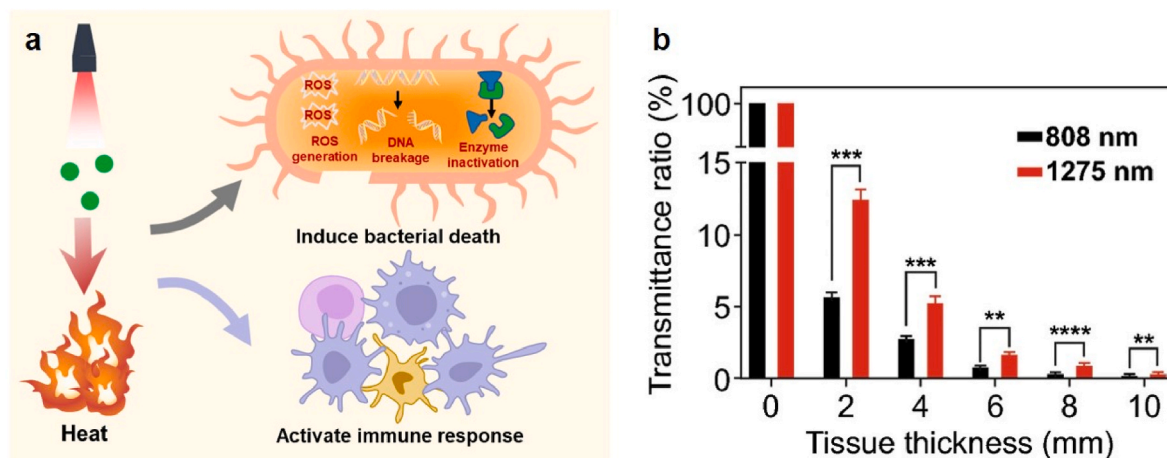 a
ROS
ROS
ROS
generation
DNA
breakage
Enzyme
inactivation
Induce bacterial death
Heat
Activate immune response
b
Transmittance ratio (%)
100
15
10
5
0
808 nm
1275 nm
***
***
**
****
**
0 2 4 6 8 10
Tissue thickness (mm)